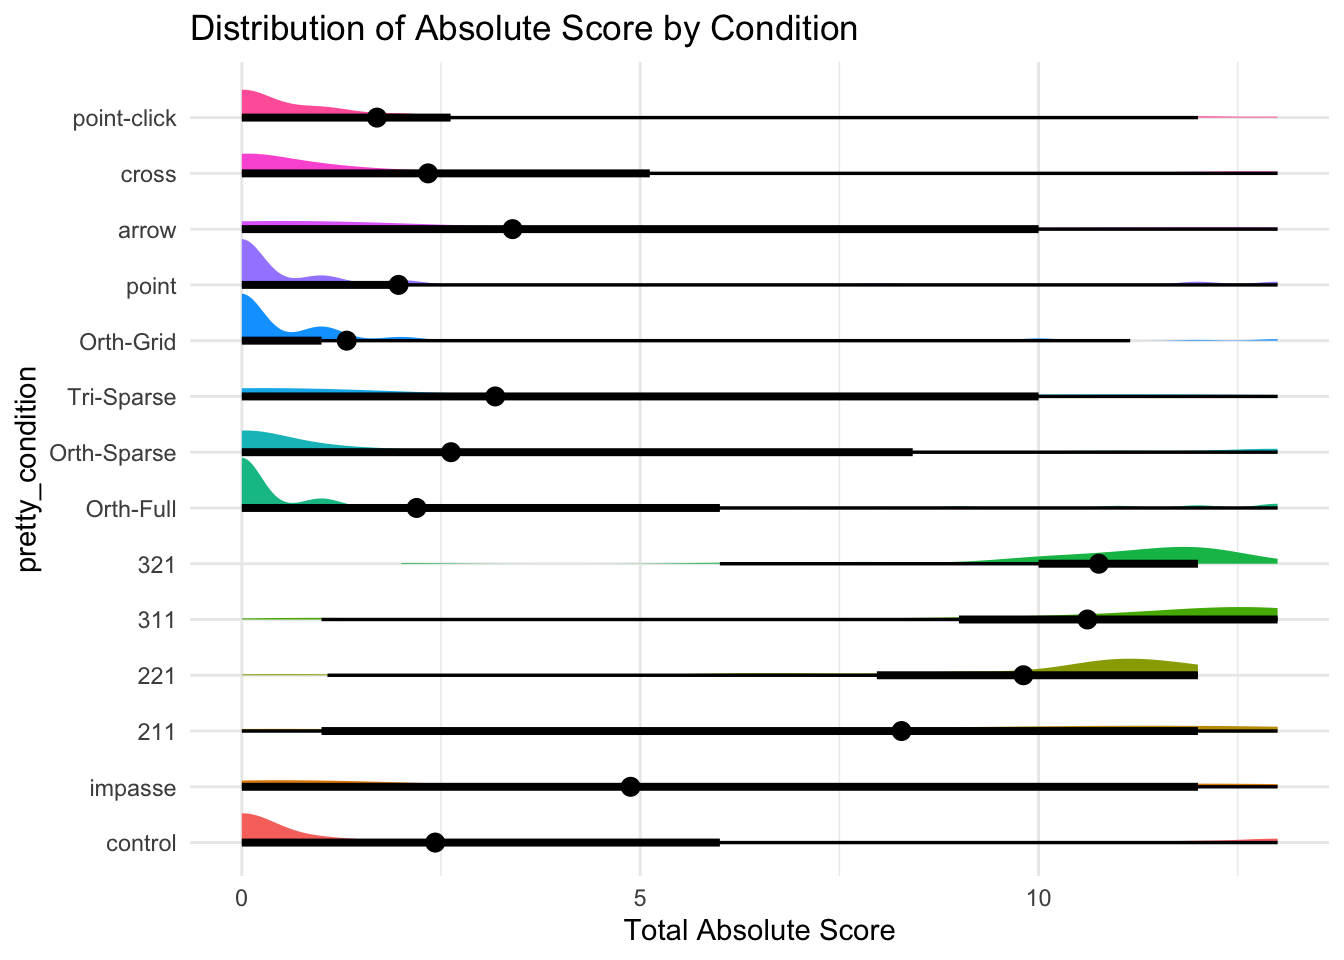 Distribution of Absolute Score by Condition
point-click
cross
arrow
point
Orth-Grid
Tri-Sparse
Orth-Sparse
Orth-Full
321
311
221
211
impasse
control
pretty_condition
0 5 10
Total Absolute Score